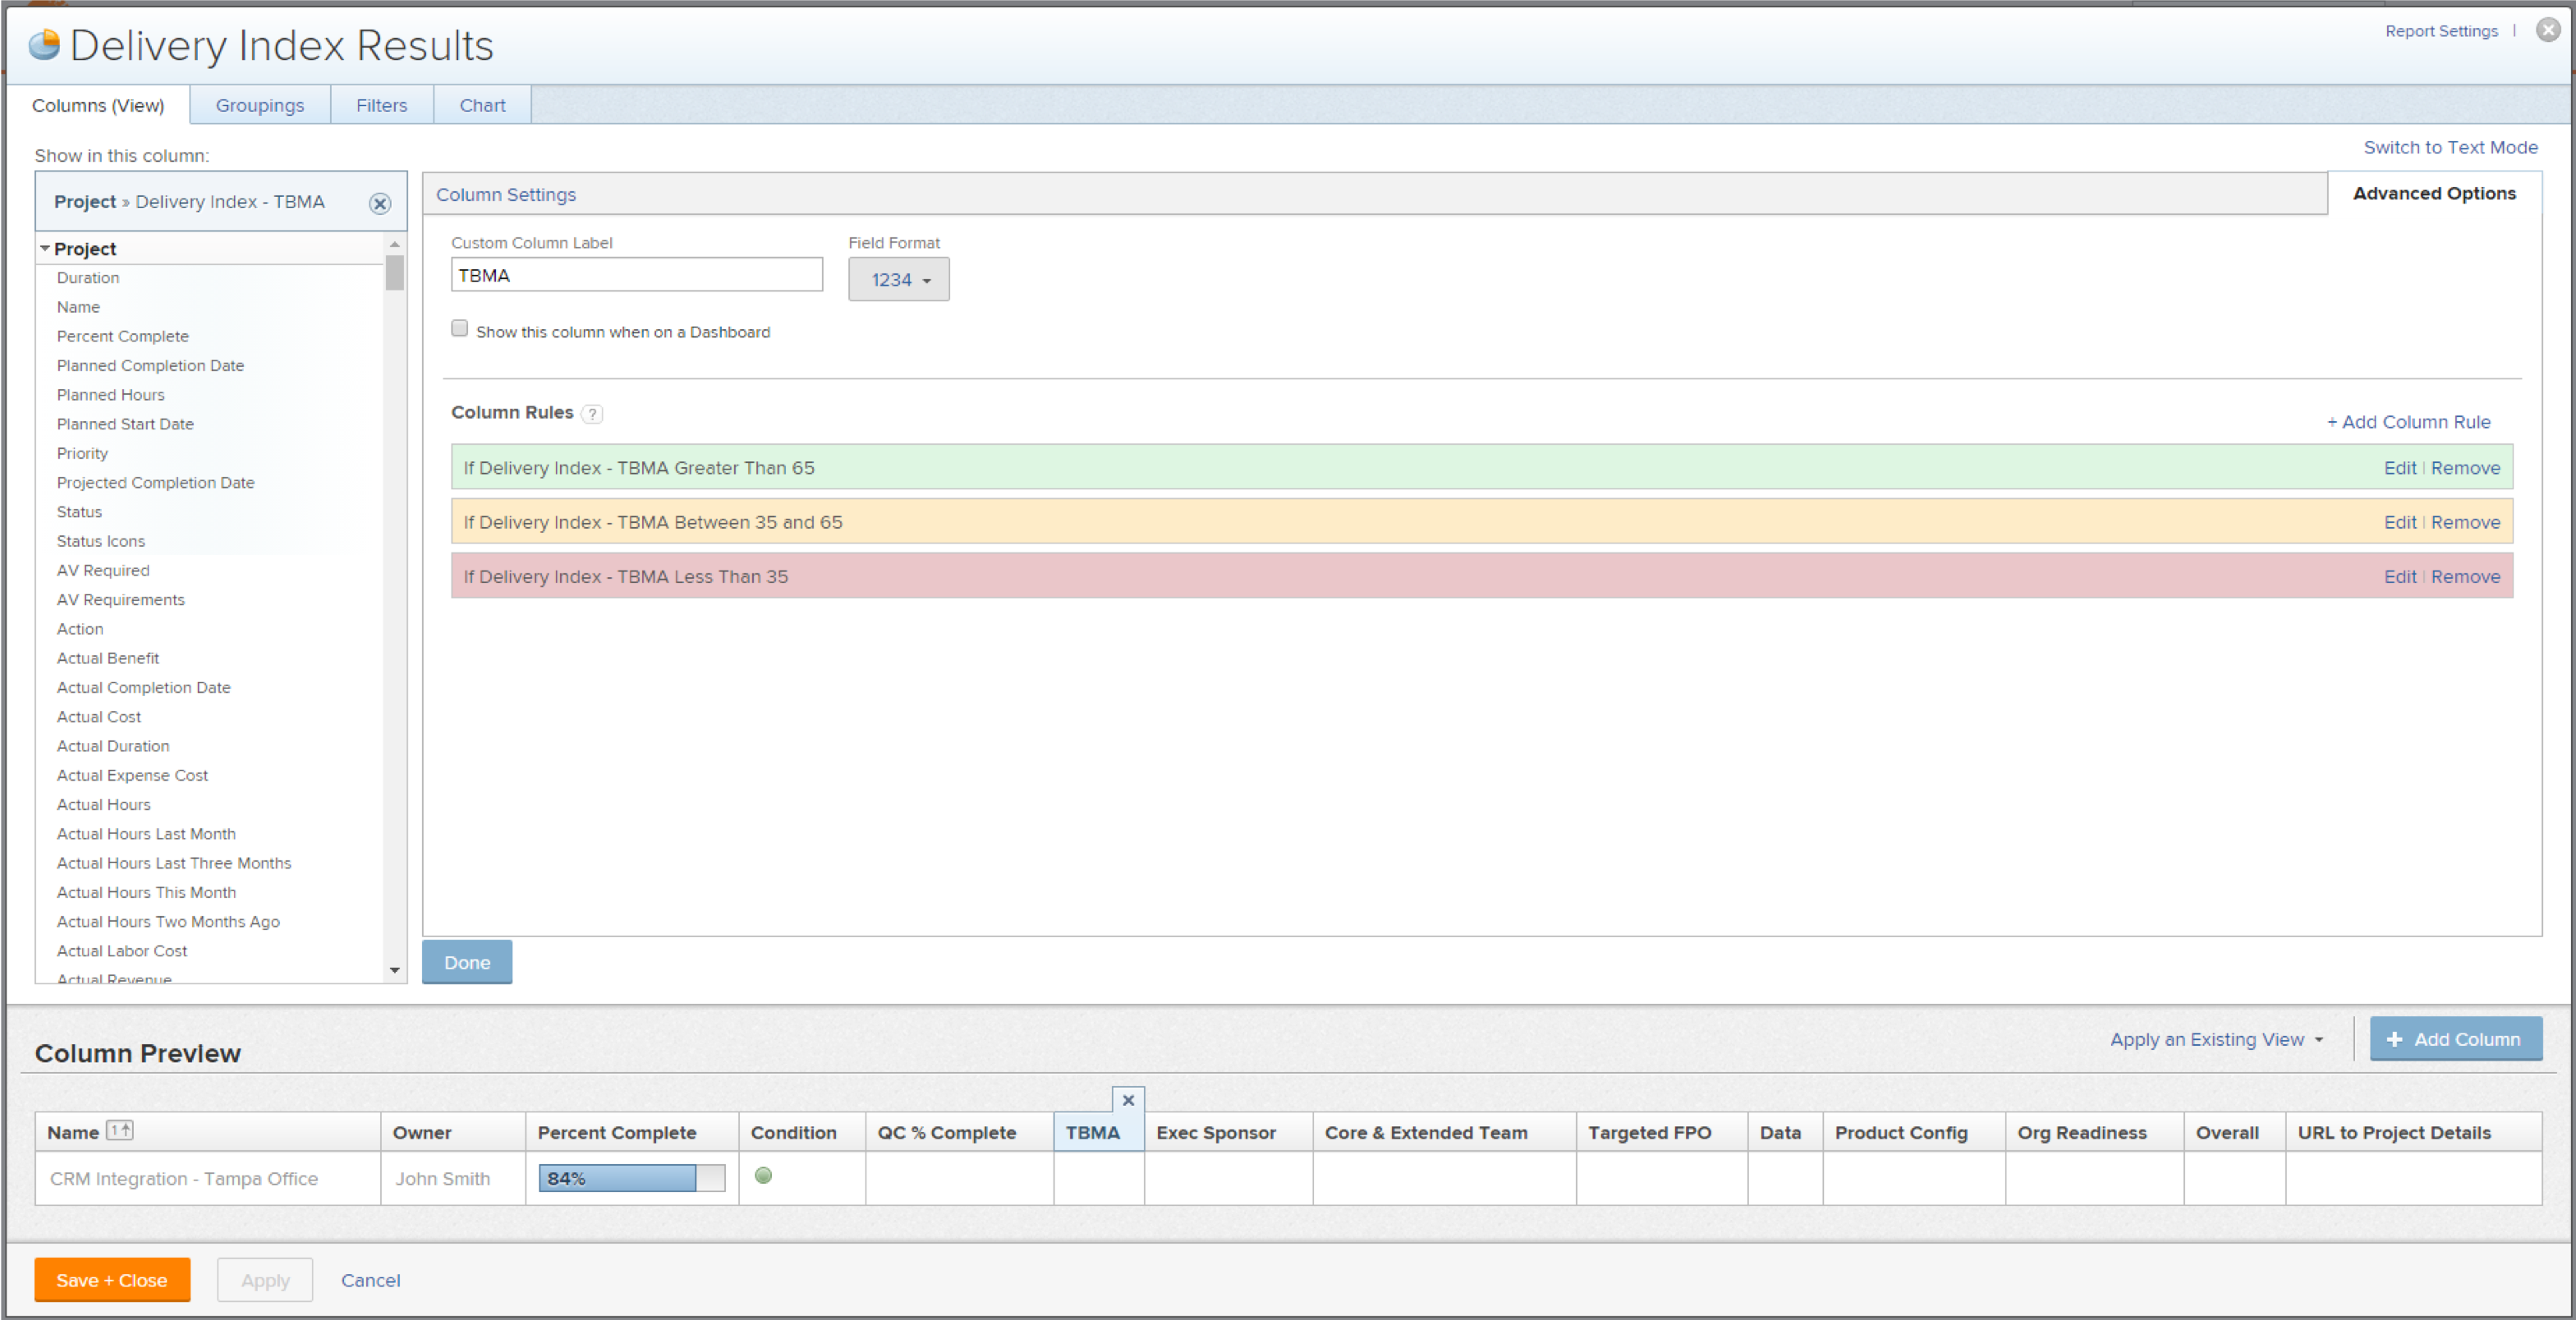 Delivery Index Results
Report Settings |
Columns (View) Groupings Filters Chart
Show in this column:
Switch to Text Mode
Project » Delivery Index - TBMA
Project
Duration
Name
Percent Complete
Planned Completion Date
Planned Hours
Planned Start Date
Priority
Projected Completion Date
Status
Status Icons
AV Required
AV Requirements
Action
Actual Benefit
Actual Completion Date
Actual Cost
Actual Duration
Actual Expense Cost
Actual Hours
Actual Hours Last Month
Actual Hours Last Three Months
Actual Hours This Month
Actual Hours Two Months Ago
Actual Labor Cost
Actual Revenue
Column Settings
Advanced Options
Custom Column Label Field Format
TBMA 1234
Show this column when on a Dashboard
Column Rules ?
+ Add Column Rule
If Delivery Index - TBMA Greater Than 65 Edit | Remove
If Delivery Index - TBMA Between 35 and 65 Edit | Remove
If Delivery Index - TBMA Less Than 35 Edit | Remove
Done
Column Preview
Apply an Existing View + Add Column
Name 1 Owner Percent Complete Condition QC % Complete TBMA Exec Sponsor Core & Extended Team Targeted FPO Data Product Config Org Readiness Overall URL to Project Details
CRM Integration - Tampa Office John Smith 84%
Save + Close Apply Cancel